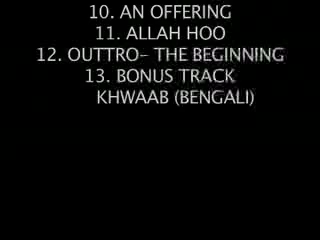 10. AN OFFERING
11. ALLAH HOO
12. OUTTRO- THE BEGINNING
13. BONUS TRACK
KHWAAB (BENGALI)